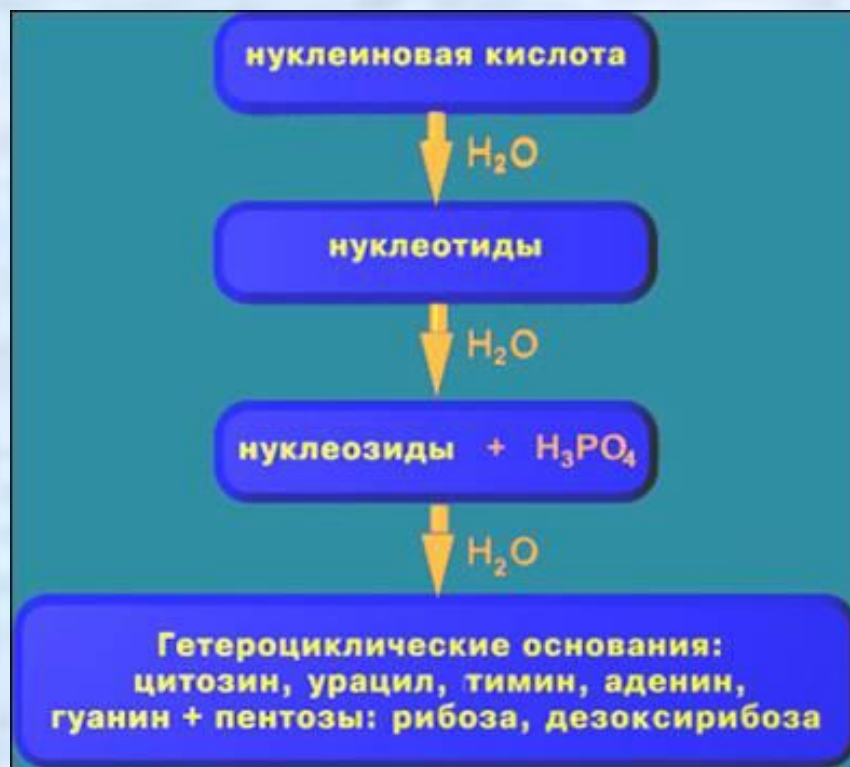 нуклеиновая кислота
H₂O
нуклеотиды
H₂O
нуклеозиды + H₃PO₄
H₂O
Гетероциклические основания:
цитозин, урацил, тимин, аденин,
гуанин + пентозы: рибоза, дезоксирибоза